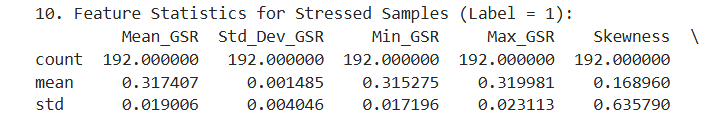 10. Feature Statistics for Stressed Samples (Label = 1):
Mean_GSR Std_Dev_GSR Min_GSR Max_GSR Skewness \
count 192.000000 192.000000 192.000000 192.000000 192.000000
mean 0.317407 0.001485 0.315275 0.319981 0.168960
std 0.019006 0.004046 0.017196 0.023113 0.635790